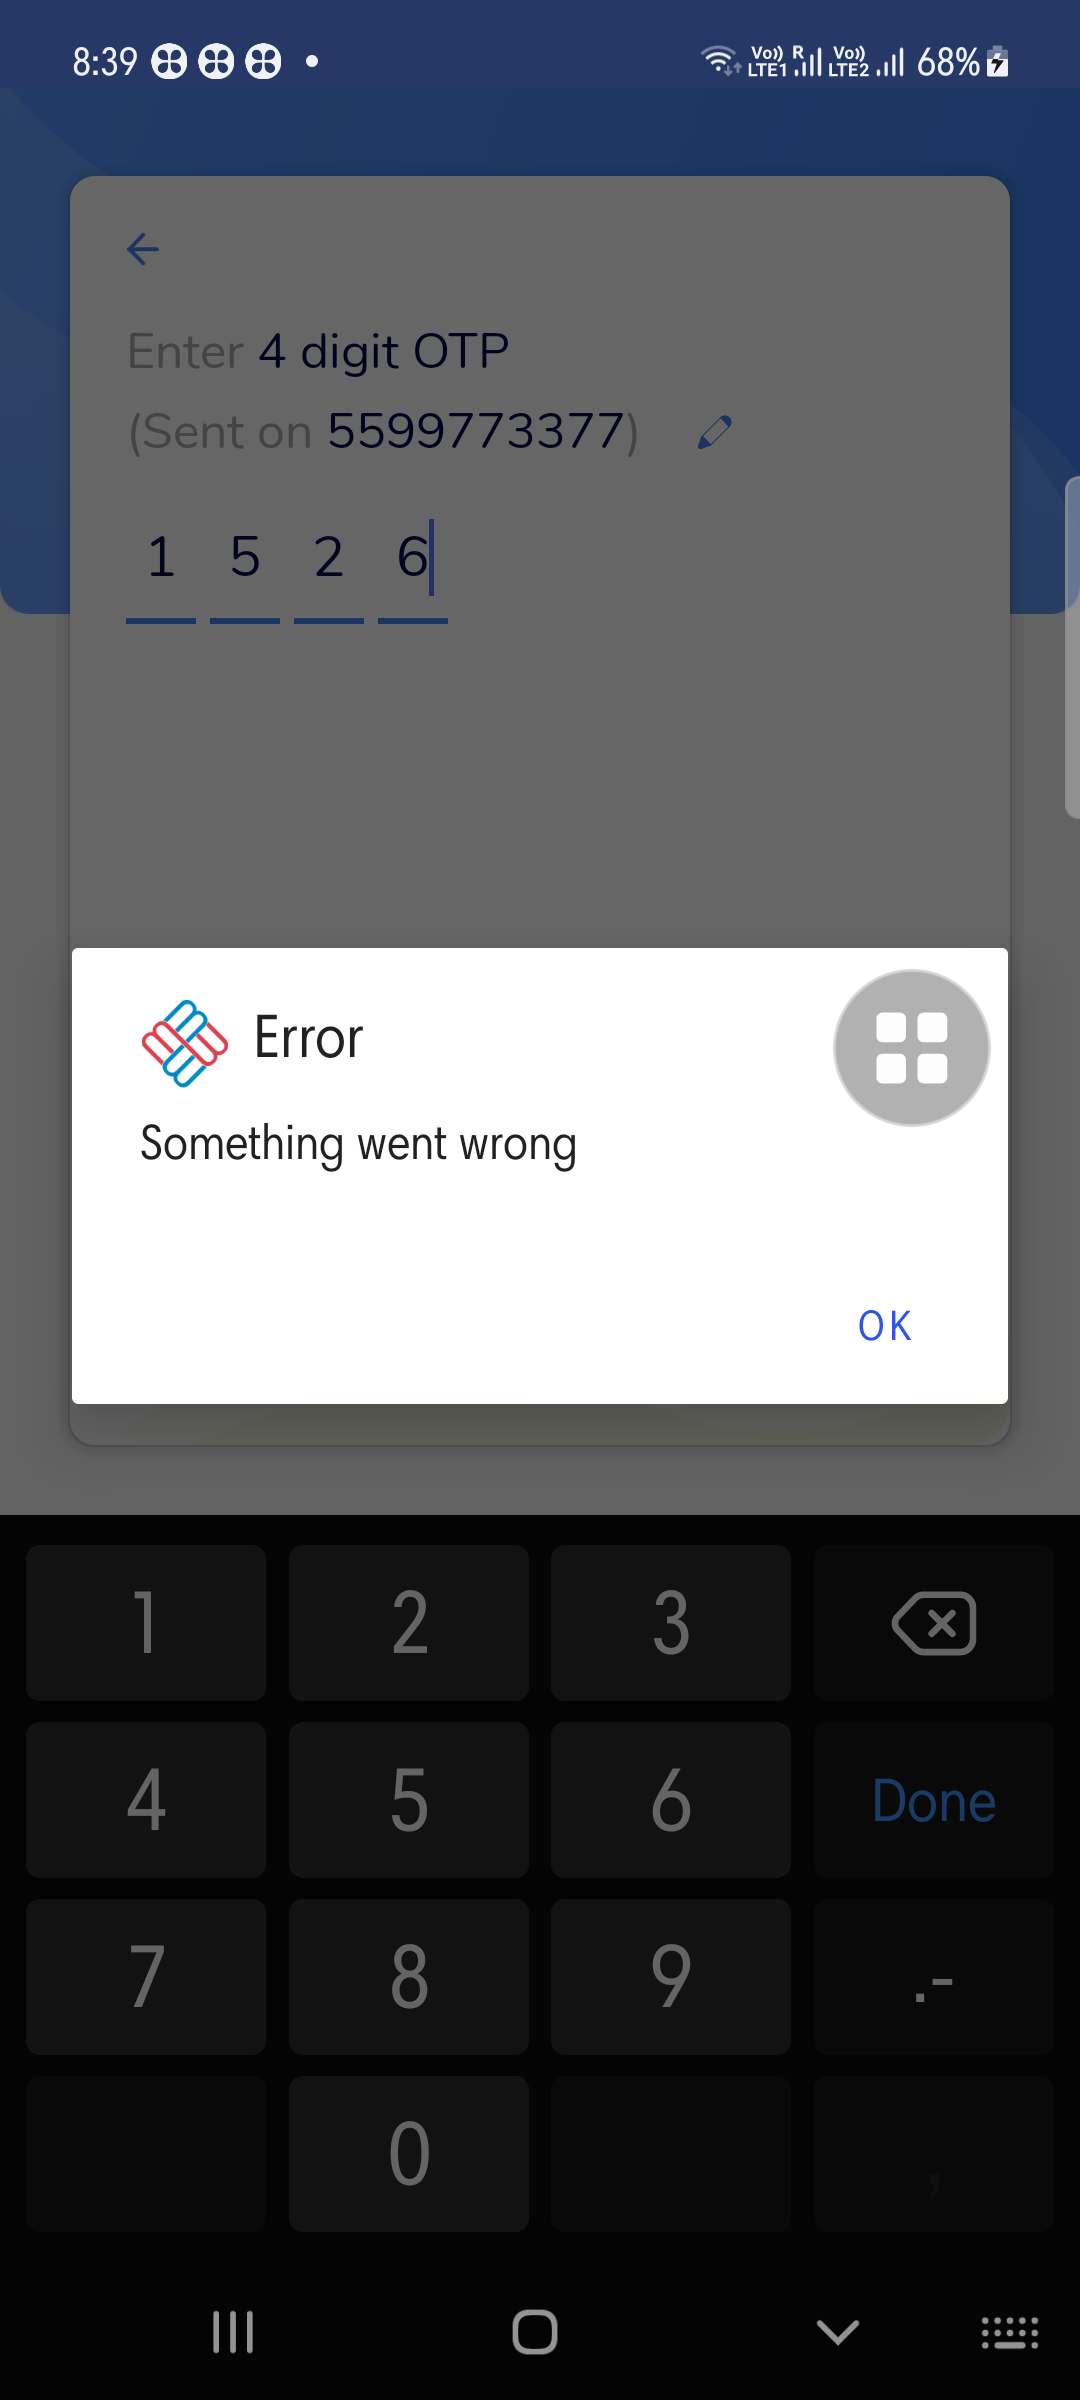 8:39 Vo)) LTE1 R Vo)) LTE2 68%
Enter 4 digit OTP
(Sent on 5599773377)
1 5 2 6
Error
Something went wrong
OK
1 2 3
4 5 6 Done
7 8 9 .-
0 ,